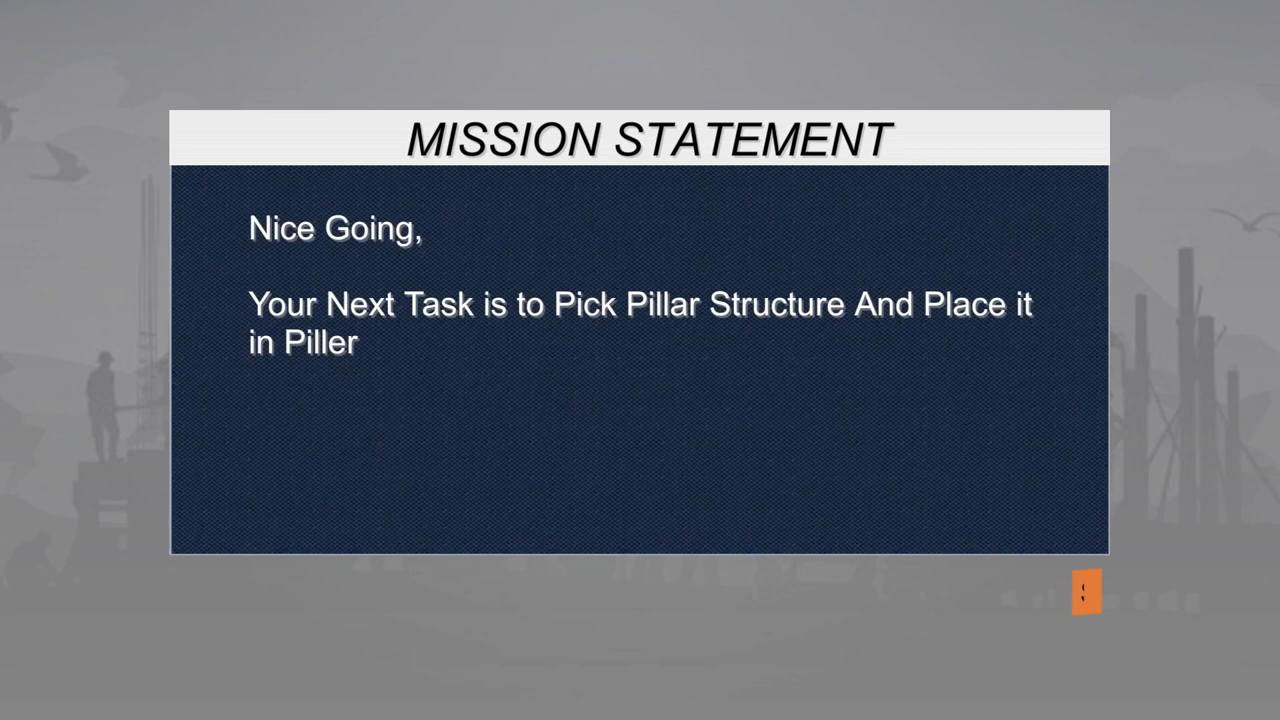 MISSION STATEMENT
Nice Going,
Your Next Task is to Pick Pillar Structure And Place it
in Piller